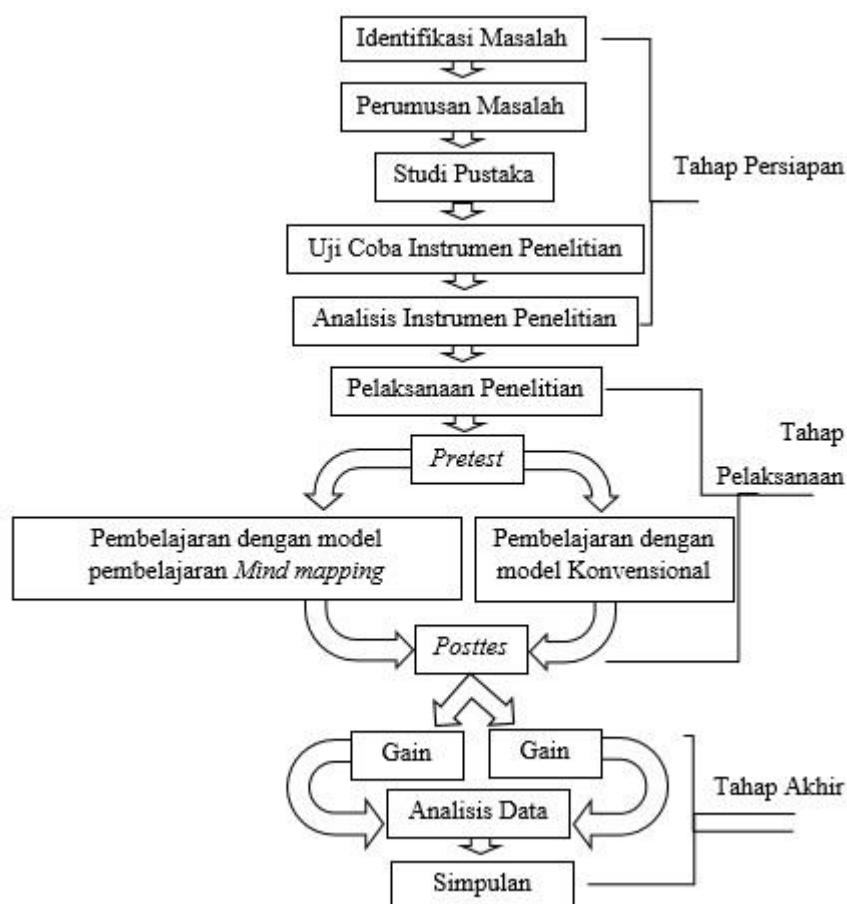 Identifikasi Masalah
Perumusan Masalah
Studi Pustaka
Tahap Persiapan
Uji Coba Instrumen Penelitian
Analisis Instrumen Penelitian
Pelaksanaan Penelitian
Tahap
Pelaksanaan
Pretest
Pembelajaran dengan model
pembelajaran Mind mapping
Pembelajaran dengan
model Konvensional
Posttes
Gain
Gain
Tahap Akhir
Analisis Data
Simpulan